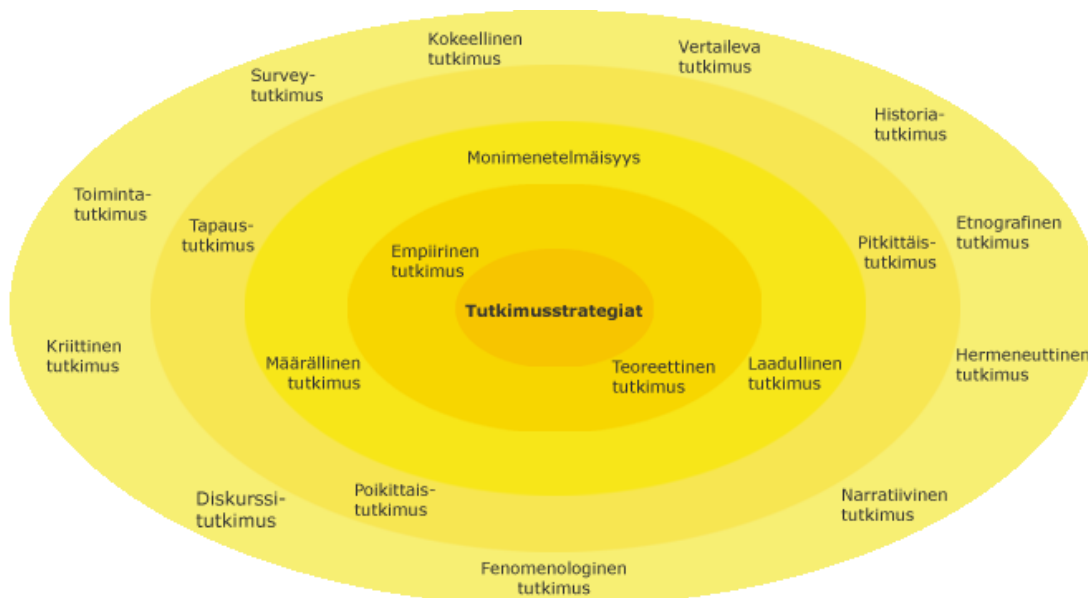 Kokeellinen
tutkimus
Vertaileva
tutkimus
Survey-
tutkimus
Historia-
tutkimus
Monimenetelmäisyys
Toiminta-
tutkimus
Tapaus-
tutkimus
Empiirinen
tutkimus
Pitkittäis-
tutkimus
Etnografinen
tutkimus
Tutkimusstrategiat
Kriittinen
tutkimus
Määrällinen
tutkimus
Teoreettinen
tutkimus
Laadullinen
tutkimus
Hermeneuttinen
tutkimus
Diskurssi-
tutkimus
Poikittais-
tutkimus
Narratiivinen
tutkimus
Fenomenologinen
tutkimus